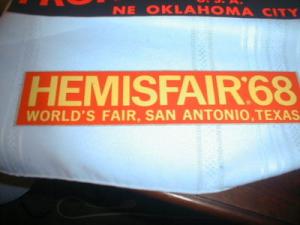 U.S.A.
NE OKLAHOMA CITY
HEMISFAIR'68
WORLD'S FAIR, SAN ANTONIO, TEXAS